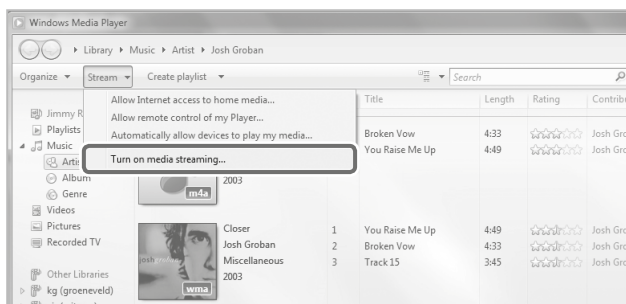 Windows Media Player
Library ▸ Music ▸ Artist ▸ Josh Groban
Organize Stream Create playlist Search
Allow Internet access to home media...
Allow remote control of my Player...
Automatically allow devices to play my media...
Turn on media streaming...
Title Length Rating
Jimmy R
Playlists
Music
Album
Genre
Videos
Pictures
Recorded TV
Other Libraries
kg (groeneveld)
Broken Vow 4:33 Josh Gro
You Raise Me Up 4:49 Josh Gro
2003
m4a
Closer
Josh Groban
Miscellaneous
2003
josh groban
wma
1 You Raise Me Up 4:49 Josh Gro
2 Broken Vow 4:33 Josh Gro
3 Track 15 3:45 Josh Gro